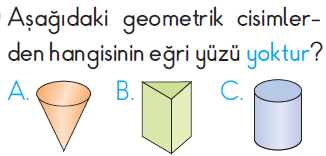 Aşağıdaki geometrik cisimler-
den hangisinin eğri yüzü yoktur?
A. B. C.